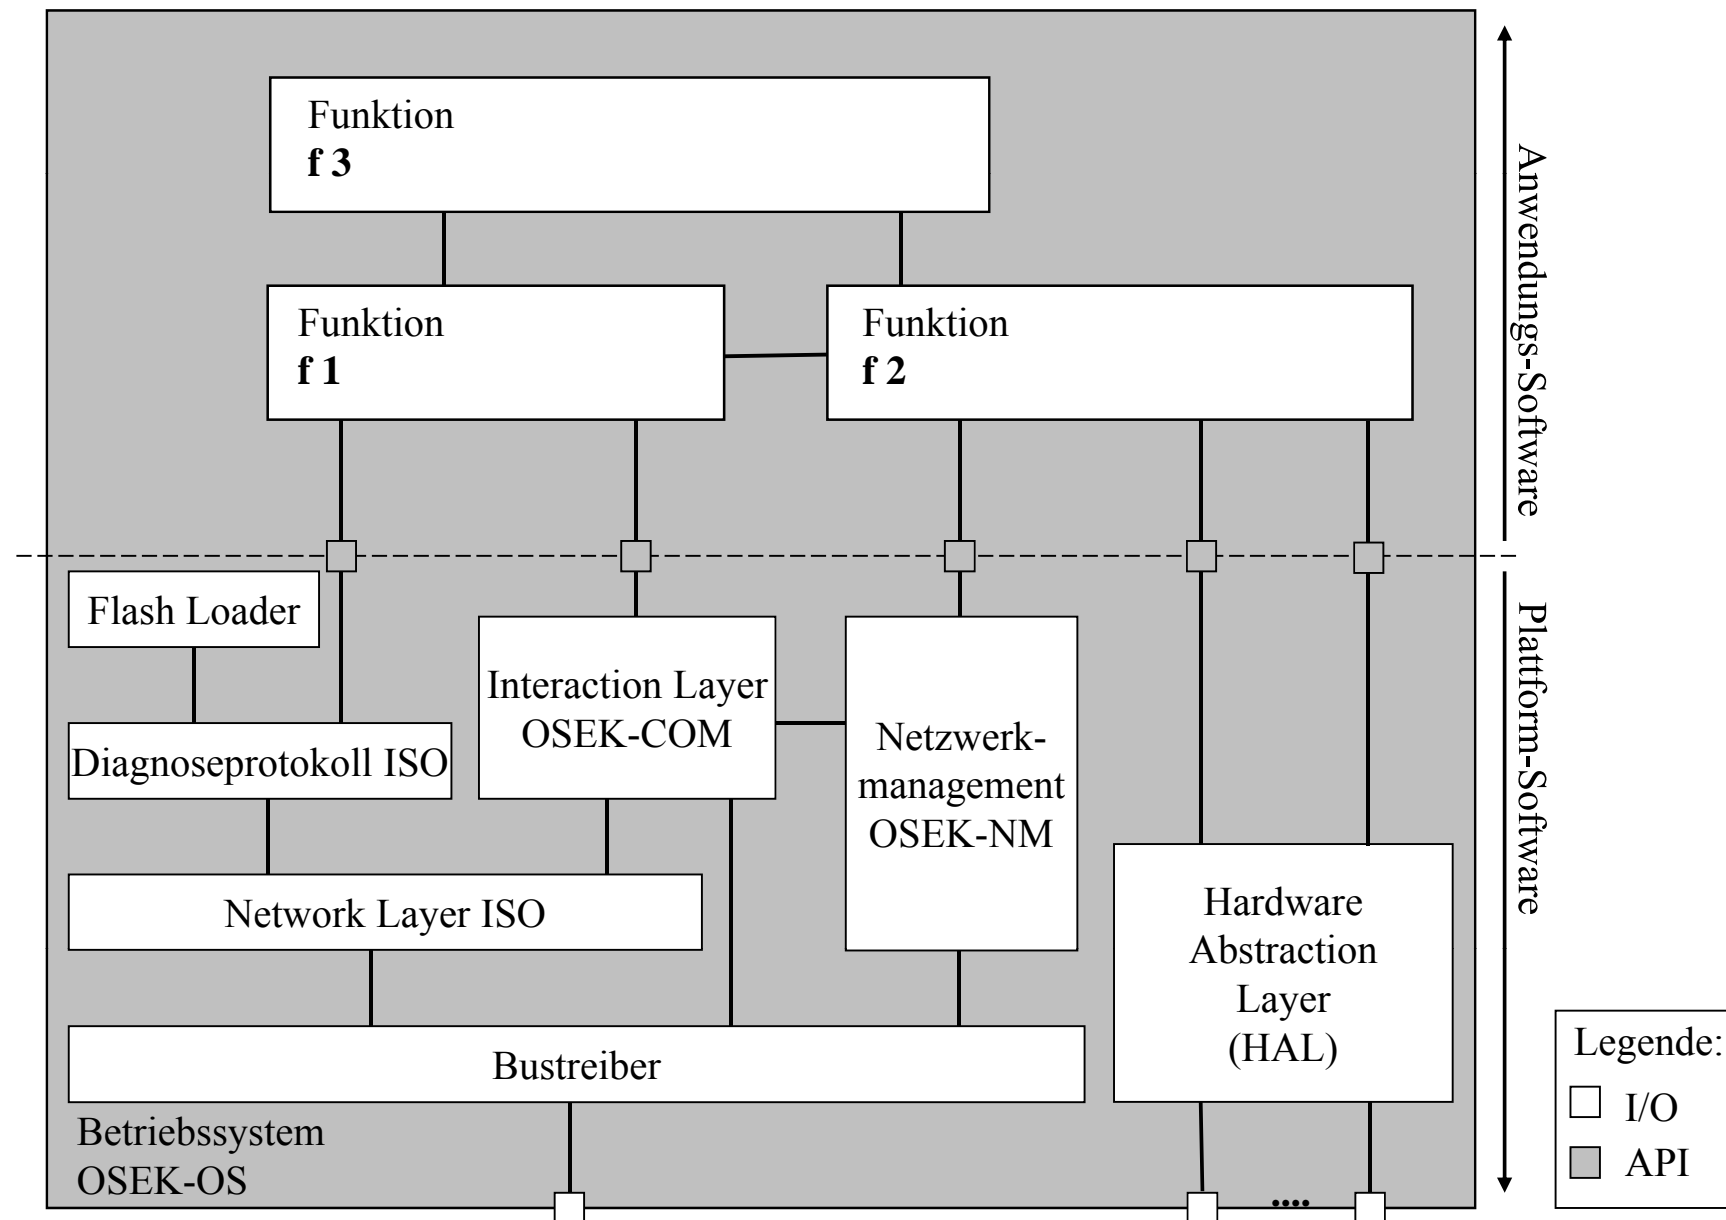 Funktion
f 3
Funktion
f 1
Funktion
f 2
Anwendungs-Software
Flash Loader
Diagnoseprotokoll ISO
Interaction Layer
OSEK-COM
Netzwerk-
management
OSEK-NM
Network Layer ISO
Hardware
Abstraction
Layer
(HAL)
Bustreiber
Betriebssystem
OSEK-OS
....
Plattform-Software
Legende:
I/O
API